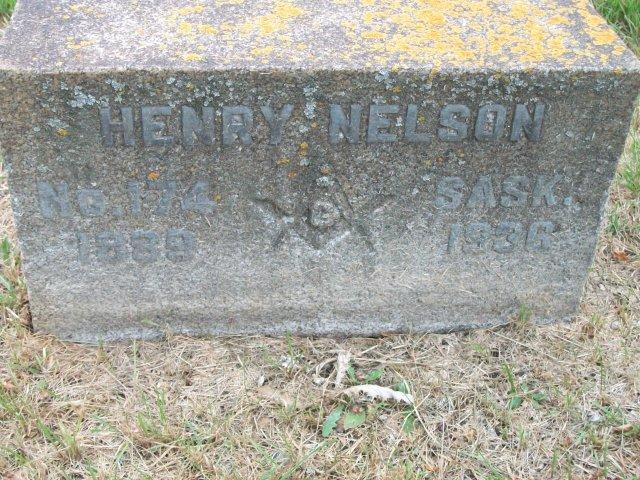 HENRY NELSON
No. 174 G SASK.
1889 1936